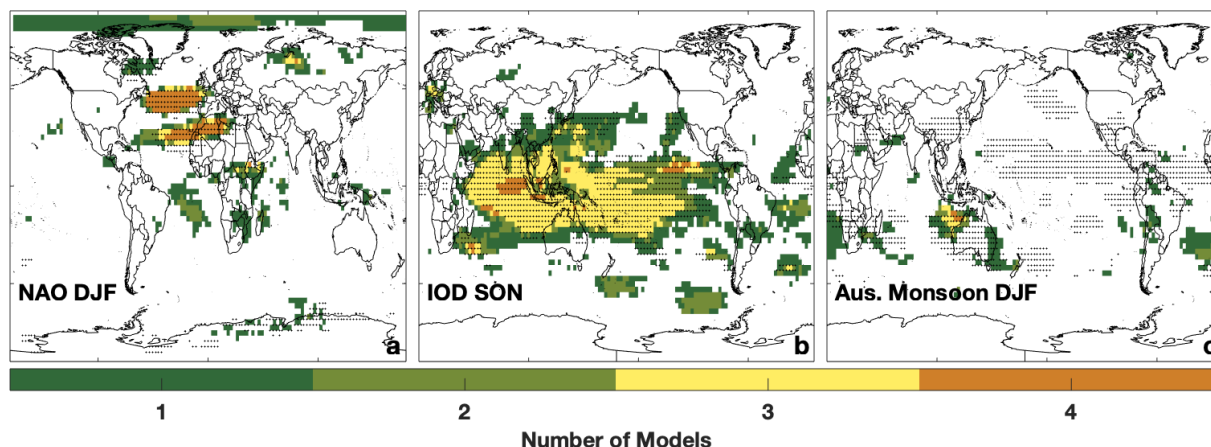 NAO DJF
a
IOD SON
b
Aus. Monsoon DJF
c
1 2 3 4
Number of Models